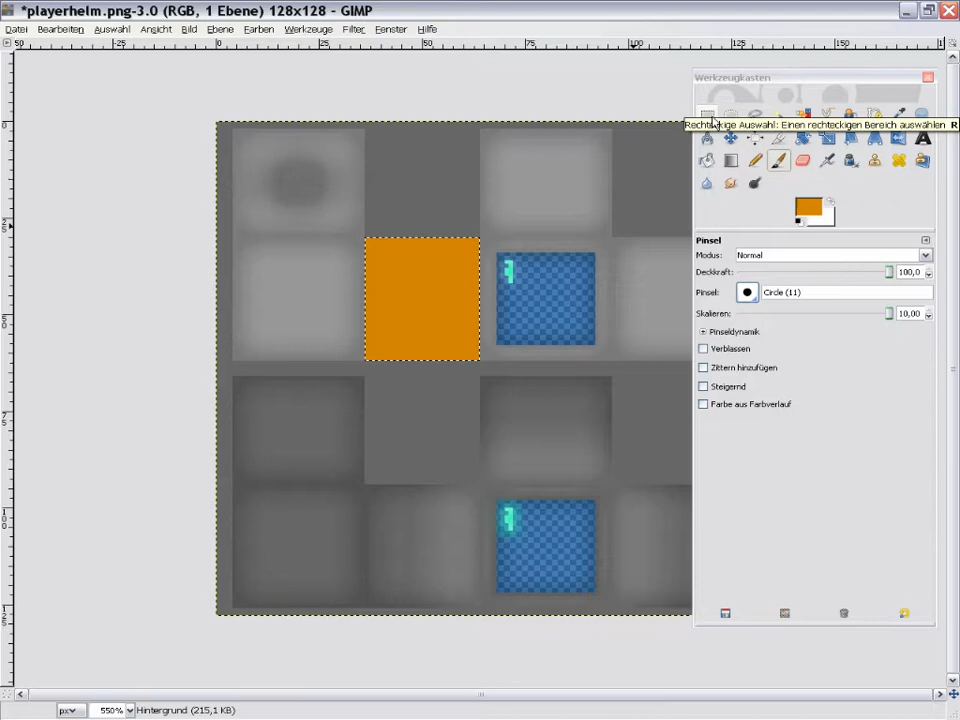 *playerhelm.png-3.0 (RGB, 1 Ebene) 128x128 – GIMP
Datei Bearbeiten Auswahl Ansicht Bild Ebene Farben Werkzeuge Filter Fenster Hilfe
-25 0 25 50 75 100 125 150
Werkzeugkasten
Rechteckige Auswahl: Einen rechteckigen Bereich auswählen R
Pinsel
Modus: Normal
Deckkraft: 100,0
Pinsel: Circle (11)
Skalieren: 10,00
Pinseldynamik
Verblassen
Zittern hinzufügen
Steigernd
Farbe aus Farbverlauf
px 550% Hintergrund (215,1 KB)